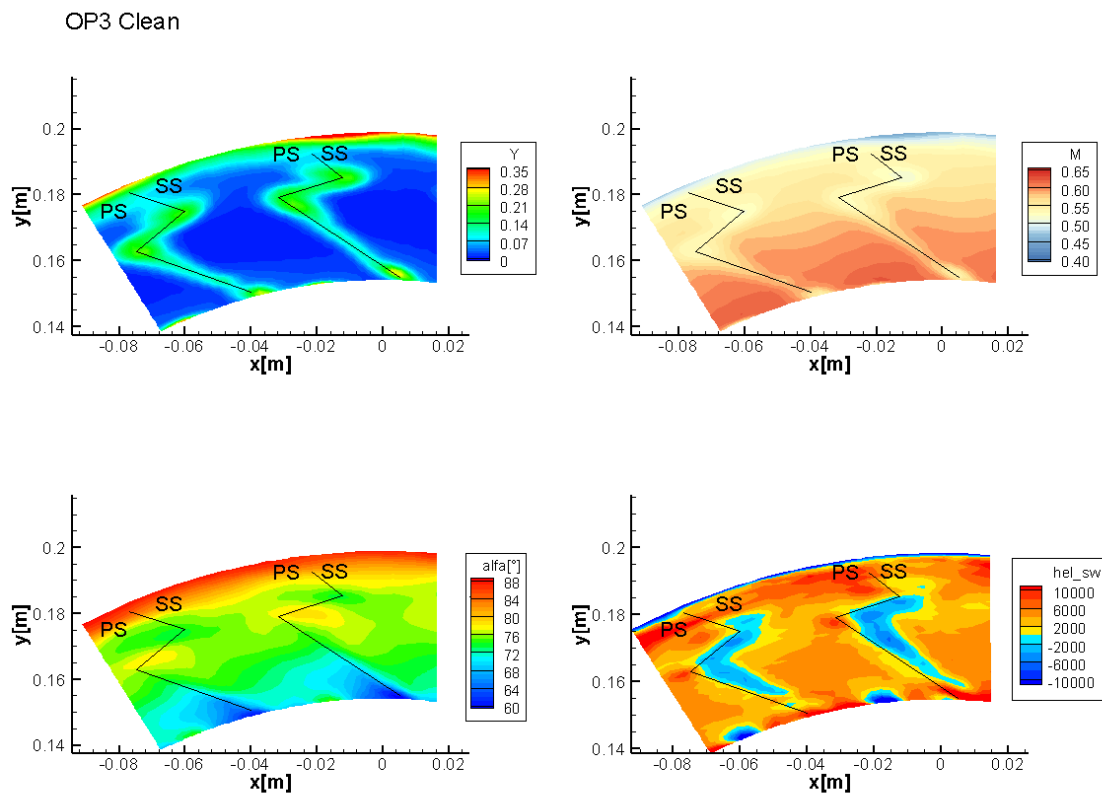 OP3 Clean
0.2
0.18
0.16
0.14
y[m]
-0.08
-0.06
-0.04
-0.02
0
0.02
x[m]
PS
SS
SS
PS
Y
0.35
0.28
0.21
0.14
0.07
0
0.2
0.18
0.16
0.14
y[m]
-0.08
-0.06
-0.04
-0.02
0
0.02
x[m]
PS
SS
SS
PS
M
0.65
0.60
0.55
0.50
0.45
0.40
0.2
0.18
0.16
0.14
y[m]
-0.08
-0.06
-0.04
-0.02
0
0.02
x[m]
PS
SS
SS
PS
alfa[°]
88
84
80
76
72
68
64
60
0.2
0.18
0.16
0.14
y[m]
-0.08
-0.06
-0.04
-0.02
0
0.02
x[m]
PS
SS
SS
PS
hel_sw
10000
6000
2000
-2000
-6000
-10000